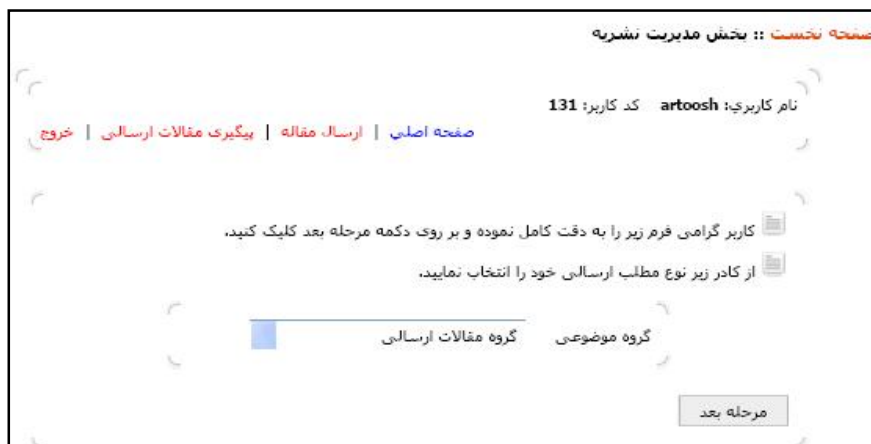 صفحه نخست :: بخش مدیریت نشریه
نام کاربری: artoosh کد کاربر: 131
صفحه اصلي | ارسال مقاله | پیگیری مقالات ارسالی | خروج
کاربر گرامی فرم زیر را به دقت کامل نموده و بر روی دکمه مرحله بعد کلیک کنید.
از کادر زیر نوع مطلب ارسالی خود را انتخاب نمایید.
گروه موضوعی گروه مقالات ارسالی
مرحله بعد